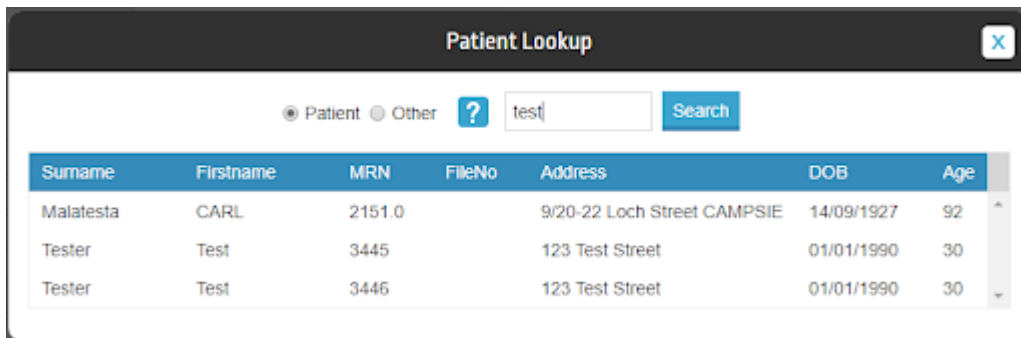 Patient Lookup X
Patient Other ? test Search
Surname Firstname MRN FileNo Address DOB Age
Malatesta CARL 2151.0 9/20-22 Loch Street CAMPSIE 14/09/1927 92
Tester Test 3445 123 Test Street 01/01/1990 30
Tester Test 3446 123 Test Street 01/01/1990 30